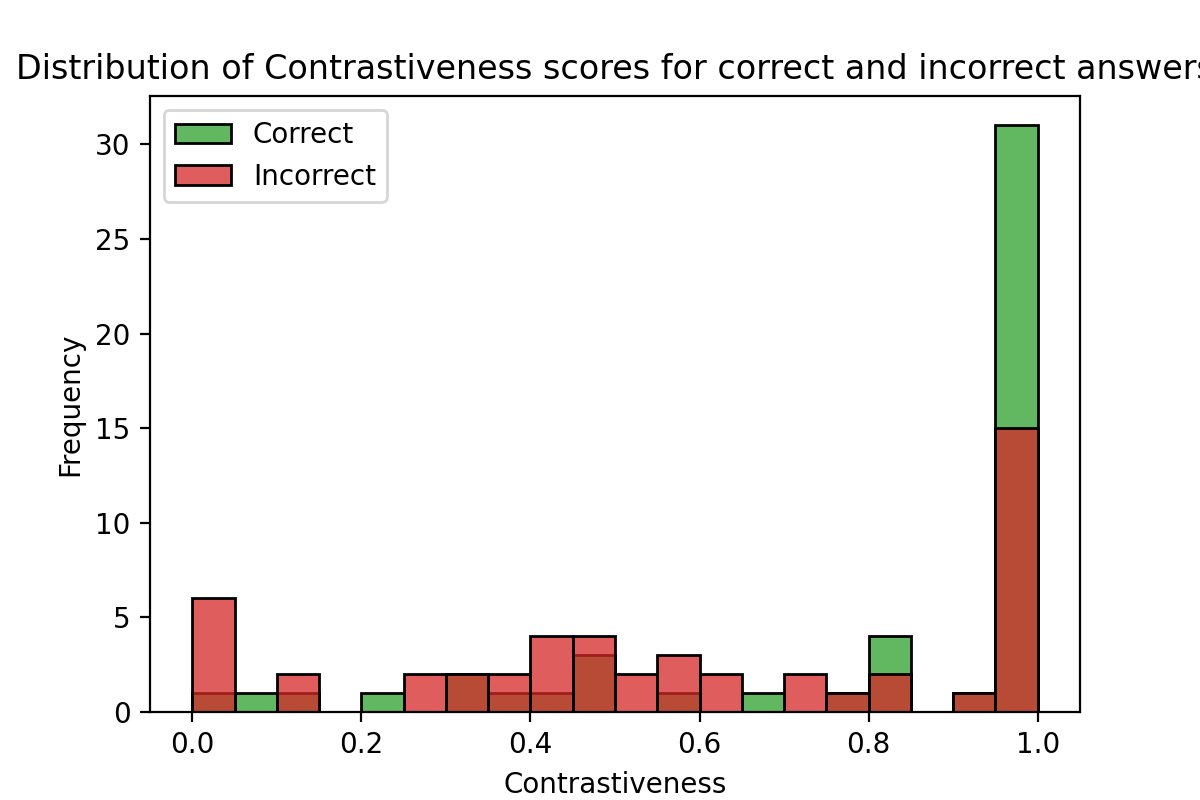 Distribution of Contrastiveness scores for correct and incorrect answers
Correct
Incorrect
30
25
20
15
10
5
0
Frequency
0.0 0.2 0.4 0.6 0.8 1.0
Contrastiveness